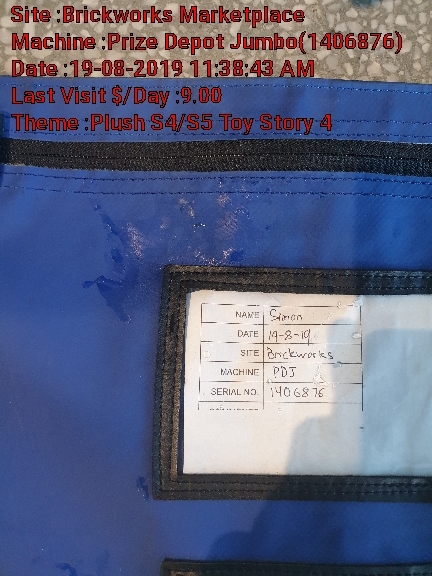 Site :Brickworks Marketplace
Machine :Prize Depot Jumbo(1406876)
Date :19-08-2019 11:38:43 AM
Last Visit $/Day :9.00
Theme :Plush S4/S5 Toy Story 4
NAME Simon
DATE 19-8-19
SITE Brickworks
MACHINE PDJ
SERIAL NO. 1406876